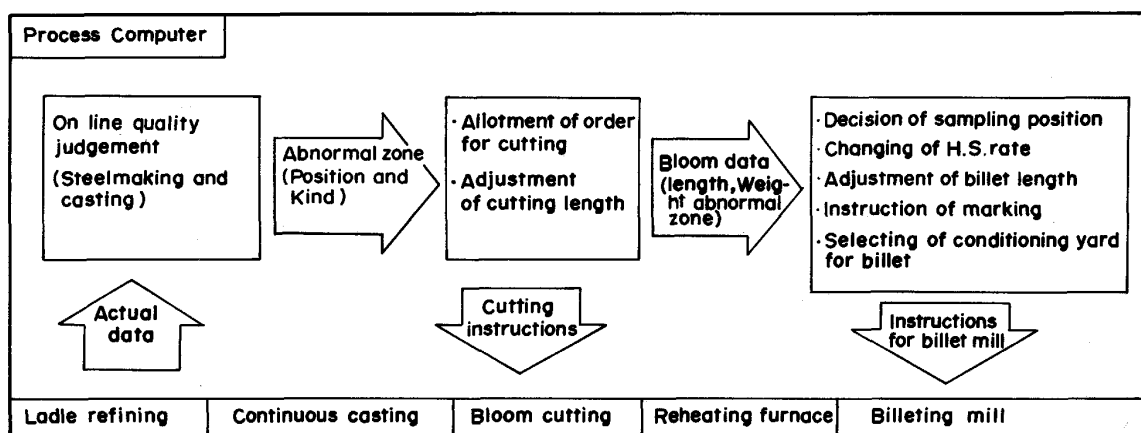 Process Computer
On line quality
judgement
(Steelmaking and
casting)
Abnormal zone
(Position and
Kind)
· Allotment of order
for cutting
· Adjustment
of cutting length
Bloom data
(length,Weig-
ht abnormal
zone)
· Decision of sampling position
· Changing of H.S.rate
· Adjustment of billet length
· Instruction of marking
· Selecting of conditioning yard
for billet
Actual
data
Cutting
instructions
Instructions
for billet mill
Ladle refining
Continuous casting
Bloom cutting
Reheating furnace
Billeting mill